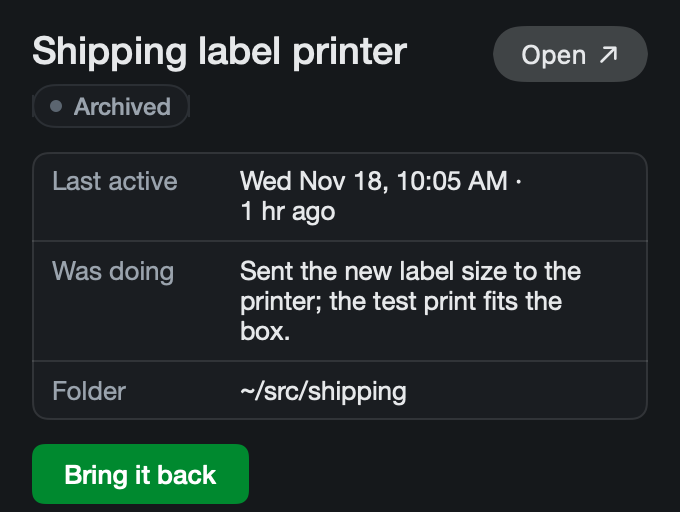 Shipping label printer
Open ↗
Archived
Last active
Wed Nov 18, 10:05 AM ·
1 hr ago
Was doing
Sent the new label size to the
printer; the test print fits the
box.
Folder
~/src/shipping
Bring it back